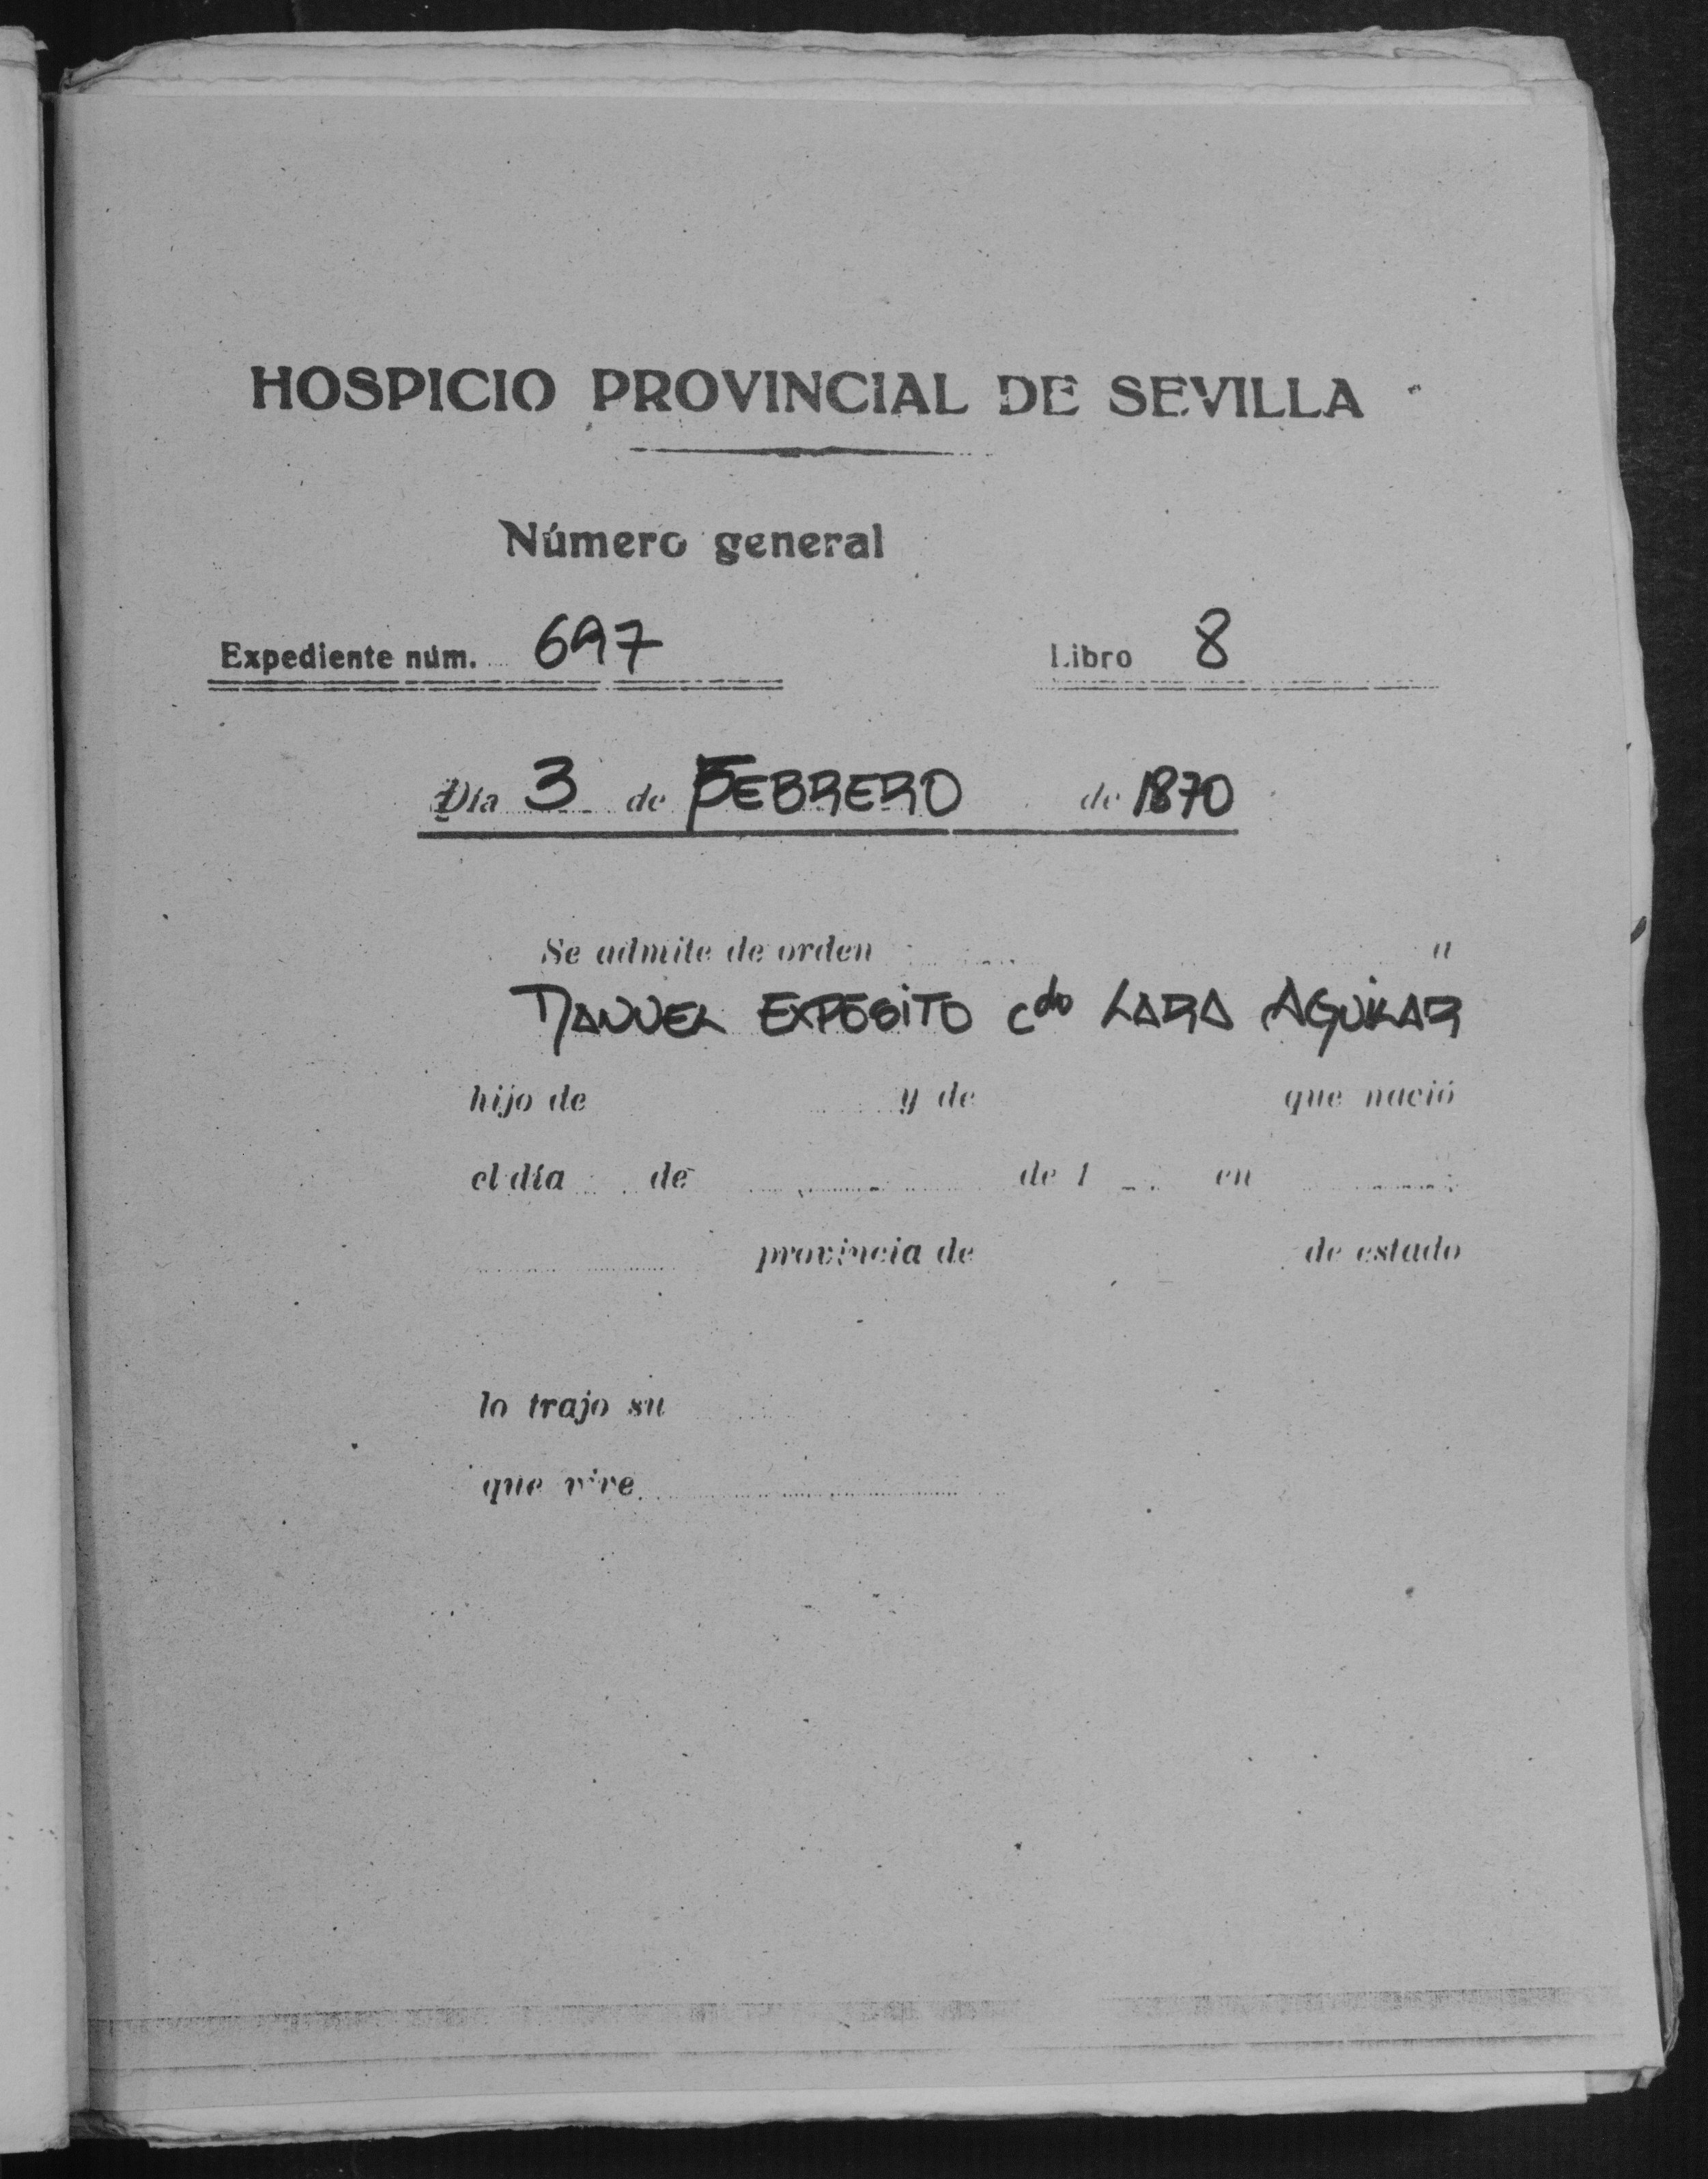 HOSPICIO PROVINCIAL DE SEVILLA
Número general
Expediente núm. 697 Libro 8
Día 3 de FEBRERO de 1870
Se admite de orden a
MANUEL EXPOSITO Cdo LARA AGUILAR
hijo de y de que nació
el día de de 1 en
provincia de de estado
lo trajo su
que vive